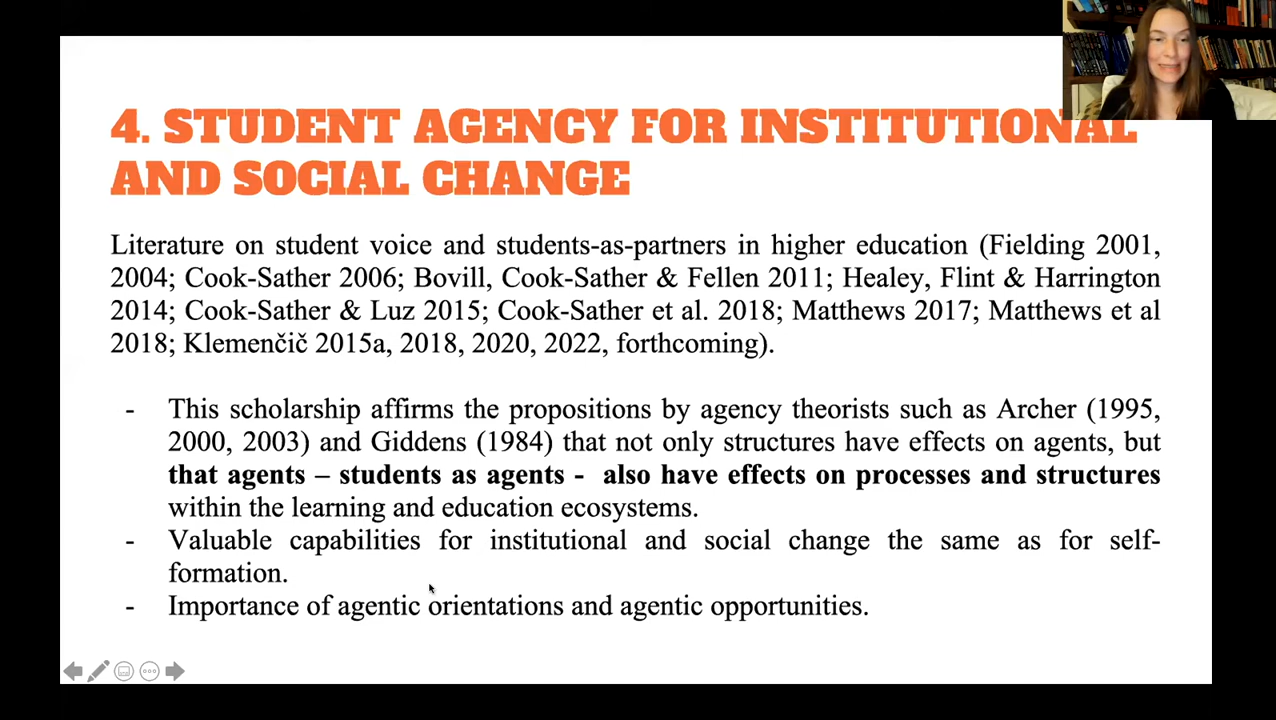 4. STUDENT AGENCY FOR INSTITUTIONAL
AND SOCIAL CHANGE
Literature on student voice and students-as-partners in higher education (Fielding 2001,
2004; Cook-Sather 2006; Bovill, Cook-Sather & Fellen 2011; Healey, Flint & Harrington
2014; Cook-Sather & Luz 2015; Cook-Sather et al. 2018; Matthews 2017; Matthews et al
2018; Klemenčič 2015a, 2018, 2020, 2022, forthcoming).
- This scholarship affirms the propositions by agency theorists such as Archer (1995,
2000, 2003) and Giddens (1984) that not only structures have effects on agents, but
that agents – students as agents - also have effects on processes and structures
within the learning and education ecosystems.
- Valuable capabilities for institutional and social change the same as for self-
formation.
- Importance of agentic orientations and agentic opportunities.